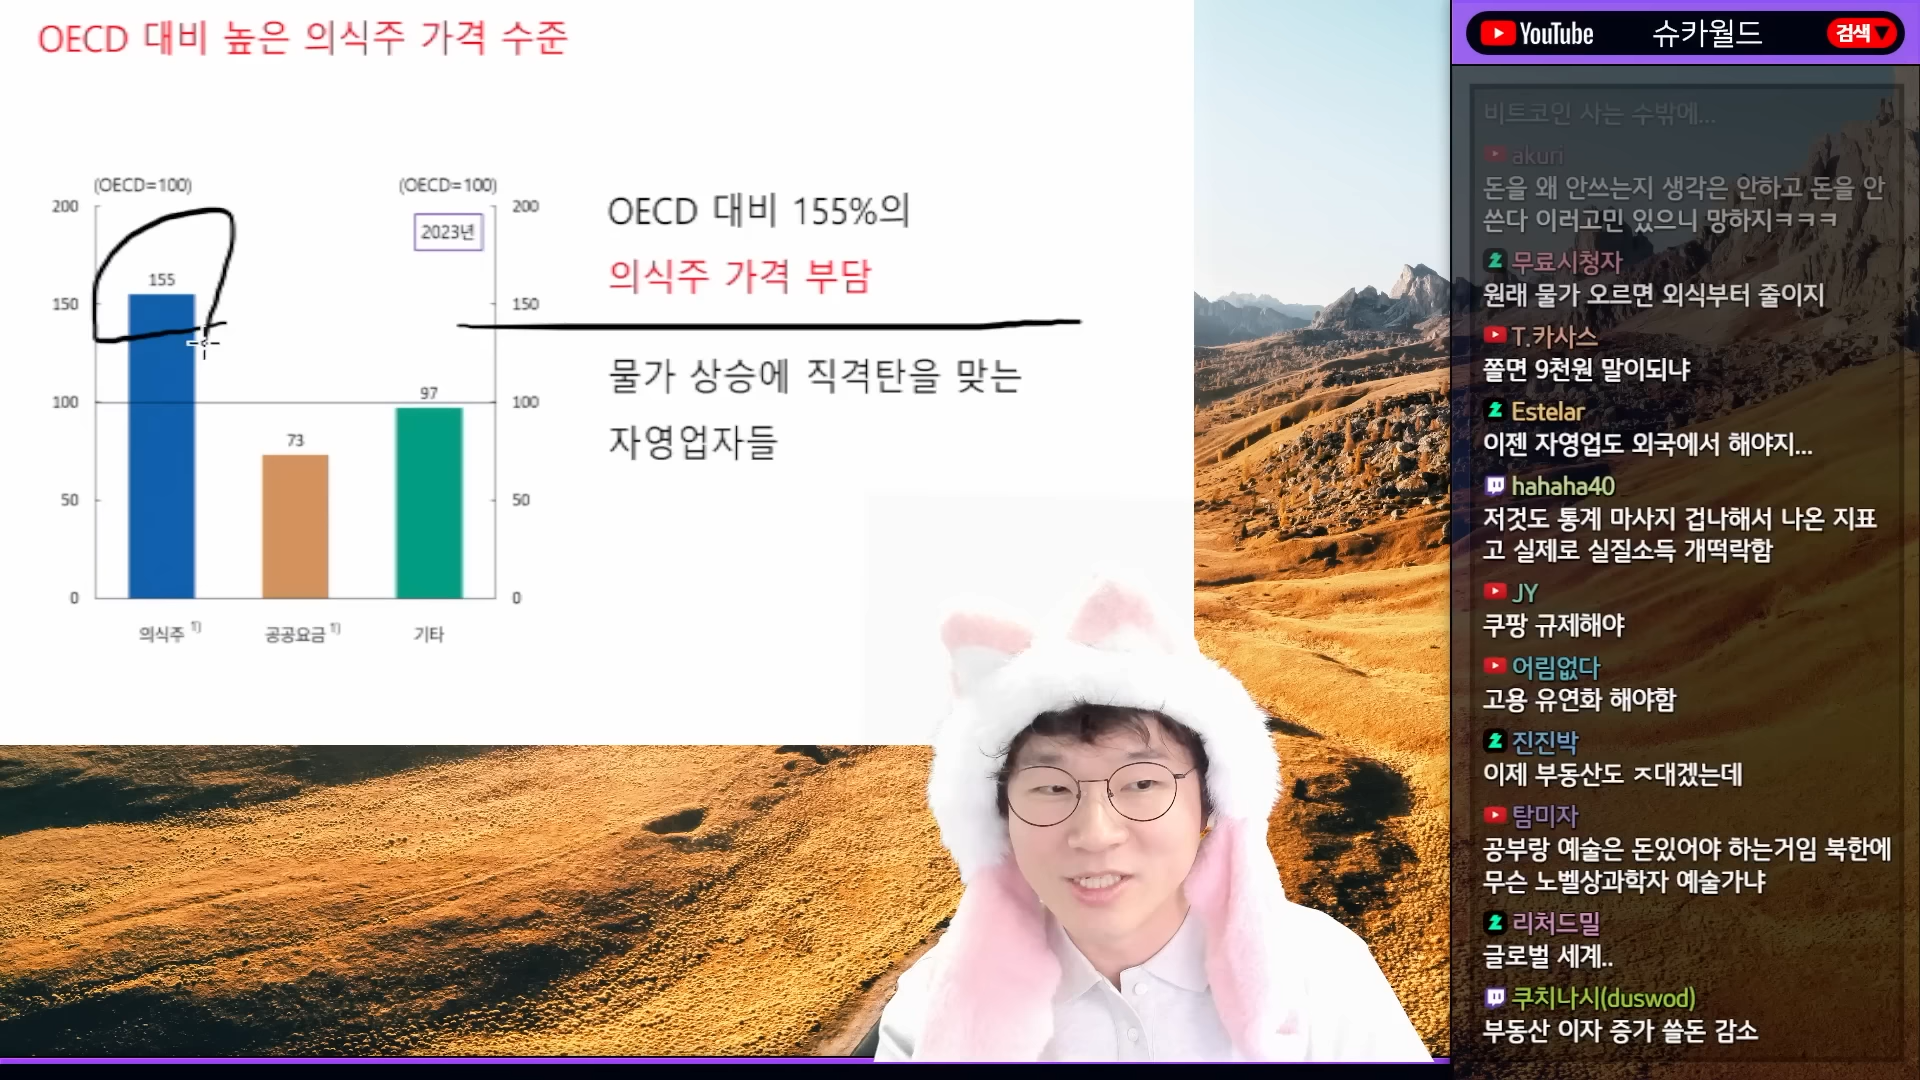 OECD 대비 높은 의식주 가격 수준
(OECD=100)
(OECD=100)
200
150
100
50
0
200
150
100
50
0
2023년
155
73
97
의식주 1)
공공요금 1)
기타
OECD 대비 155%의
의식주 가격 부담
물가 상승에 직격탄을 맞는
자영업자들
YouTube
슈카월드
검색▼
비트코인 사는 수밖에...
akuri
돈을 왜 안쓰는지 생각은 안하고 돈을 안
쓴다 이러고만 있으니 망하지ㅋㅋㅋ
무료시청자
원래 물가 오르면 외식부터 줄이지
T.카사스
쫄면 9천원 말이되냐
Estelar
이젠 자영업도 외국에서 해야지...
hahaha40
저것도 통계 마사지 겁나해서 나온 지표
고 실제로 실질소득 개떡락함
JY
쿠팡 규제해야
어림없다
고용 유연화 해야함
진진박
이제 부동산도 ㅈ대겠는데
탐미자
공부랑 예술은 돈있어야 하는거임 북한에
무슨 노벨상과학자 예술가냐
리처드밀
글로벌 세계..
쿠치나시(duswod)
부동산 이자 증가 쓸돈 감소